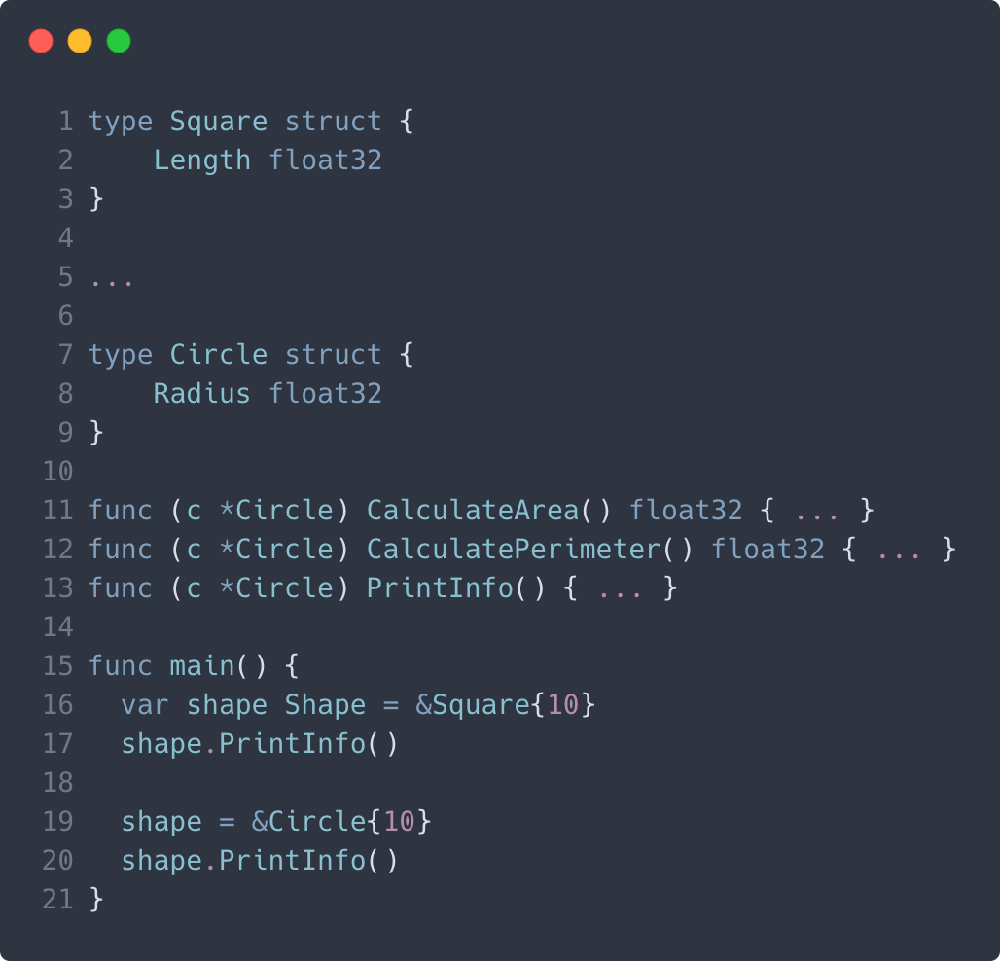 1 type Square struct {
2     Length float32
3 }
4
5 ...
6
7 type Circle struct {
8     Radius float32
9 }
10
11 func (c *Circle) CalculateArea() float32 { ... }
12 func (c *Circle) CalculatePerimeter() float32 { ... }
13 func (c *Circle) PrintInfo() { ... }
14
15 func main() {
16   var shape Shape = &Square{10}
17   shape.PrintInfo()
18
19   shape = &Circle{10}
20   shape.PrintInfo()
21 }